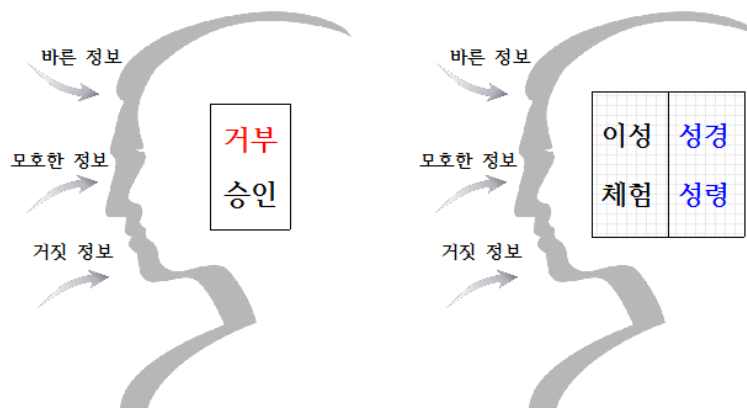 바른 정보
모호한 정보
거짓 정보
거부
승인
바른 정보
모호한 정보
거짓 정보
이성 성경
체험 성령